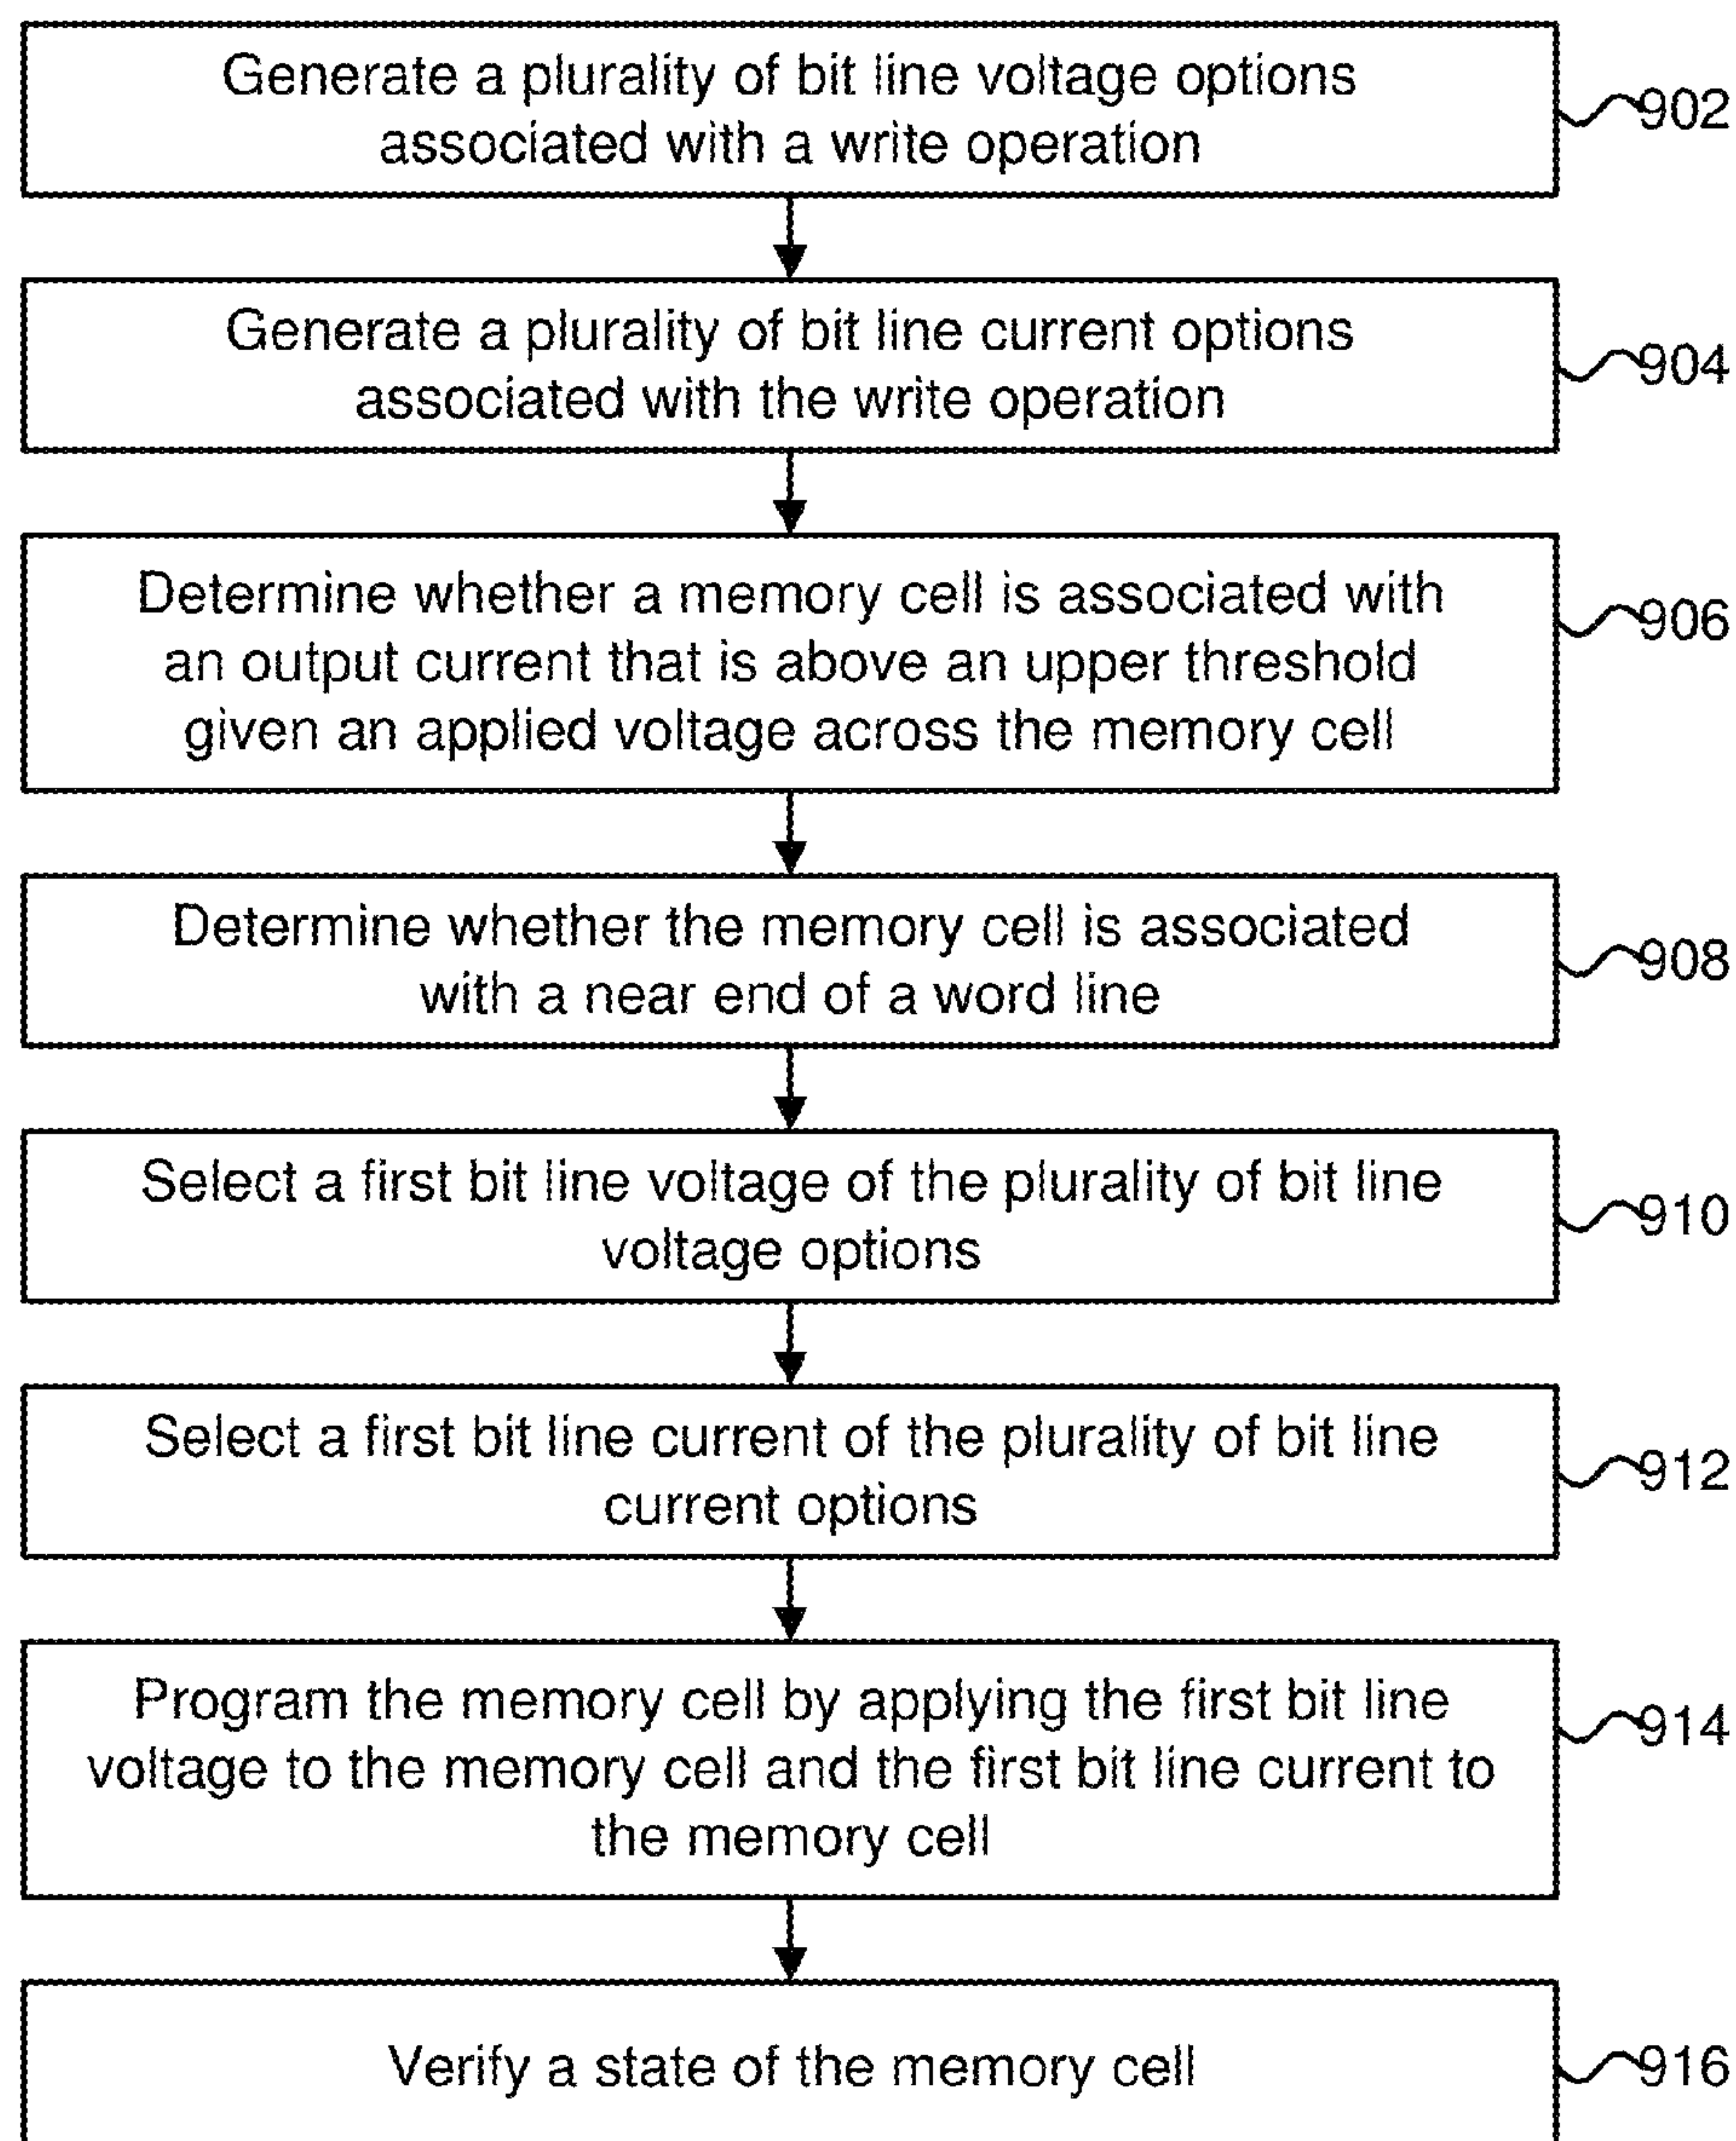 Generate a plurality of bit line voltage options
associated with a write operation
902
Generate a plurality of bit line current options
associated with the write operation
904
Determine whether a memory cell is associated with
an output current that is above an upper threshold
given an applied voltage across the memory cell
906
Determine whether the memory cell is associated
with a near end of a word line
908
Select a first bit line voltage of the plurality of bit line
voltage options
910
Select a first bit line current of the plurality of bit line
current options
912
Program the memory cell by applying the first bit line
voltage to the memory cell and the first bit line current to
the memory cell
914
Verify a state of the memory cell
916